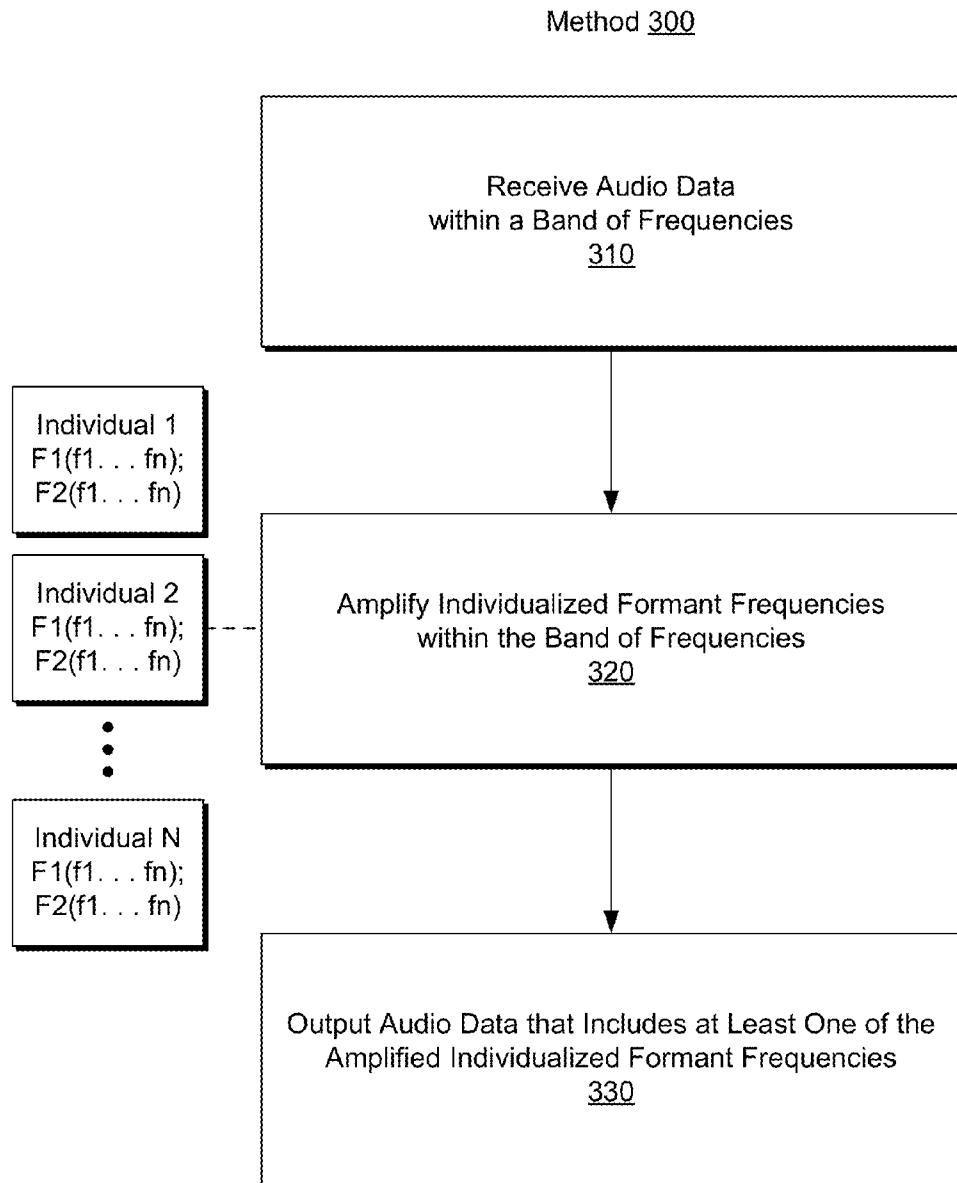 Method 300
Receive Audio Data
within a Band of Frequencies
310
Individual 1
F1(f1. . . fn);
F2(f1. . . fn)
Individual 2
F1(f1. . . fn);
F2(f1. . . fn)
Amplify Individualized Formant Frequencies
within the Band of Frequencies
320
Individual N
F1(f1. . . fn);
F2(f1. . . fn)
Output Audio Data that Includes at Least One of the
Amplified Individualized Formant Frequencies
330